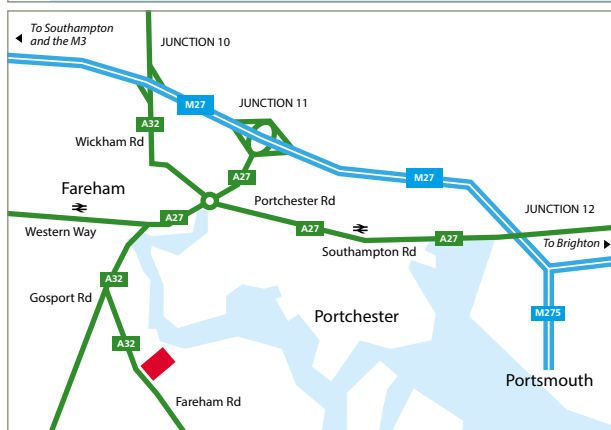 To Southampton
and the M3
JUNCTION 10
M27
JUNCTION 11
A32
Wickham Rd
M27
A27
Fareham
Portchester Rd
JUNCTION 12
A27
Western Way
A27
Southampton Rd
A27
To Brighton
A32
Gosport Rd
Portchester
M275
A32
Portsmouth
Fareham Rd